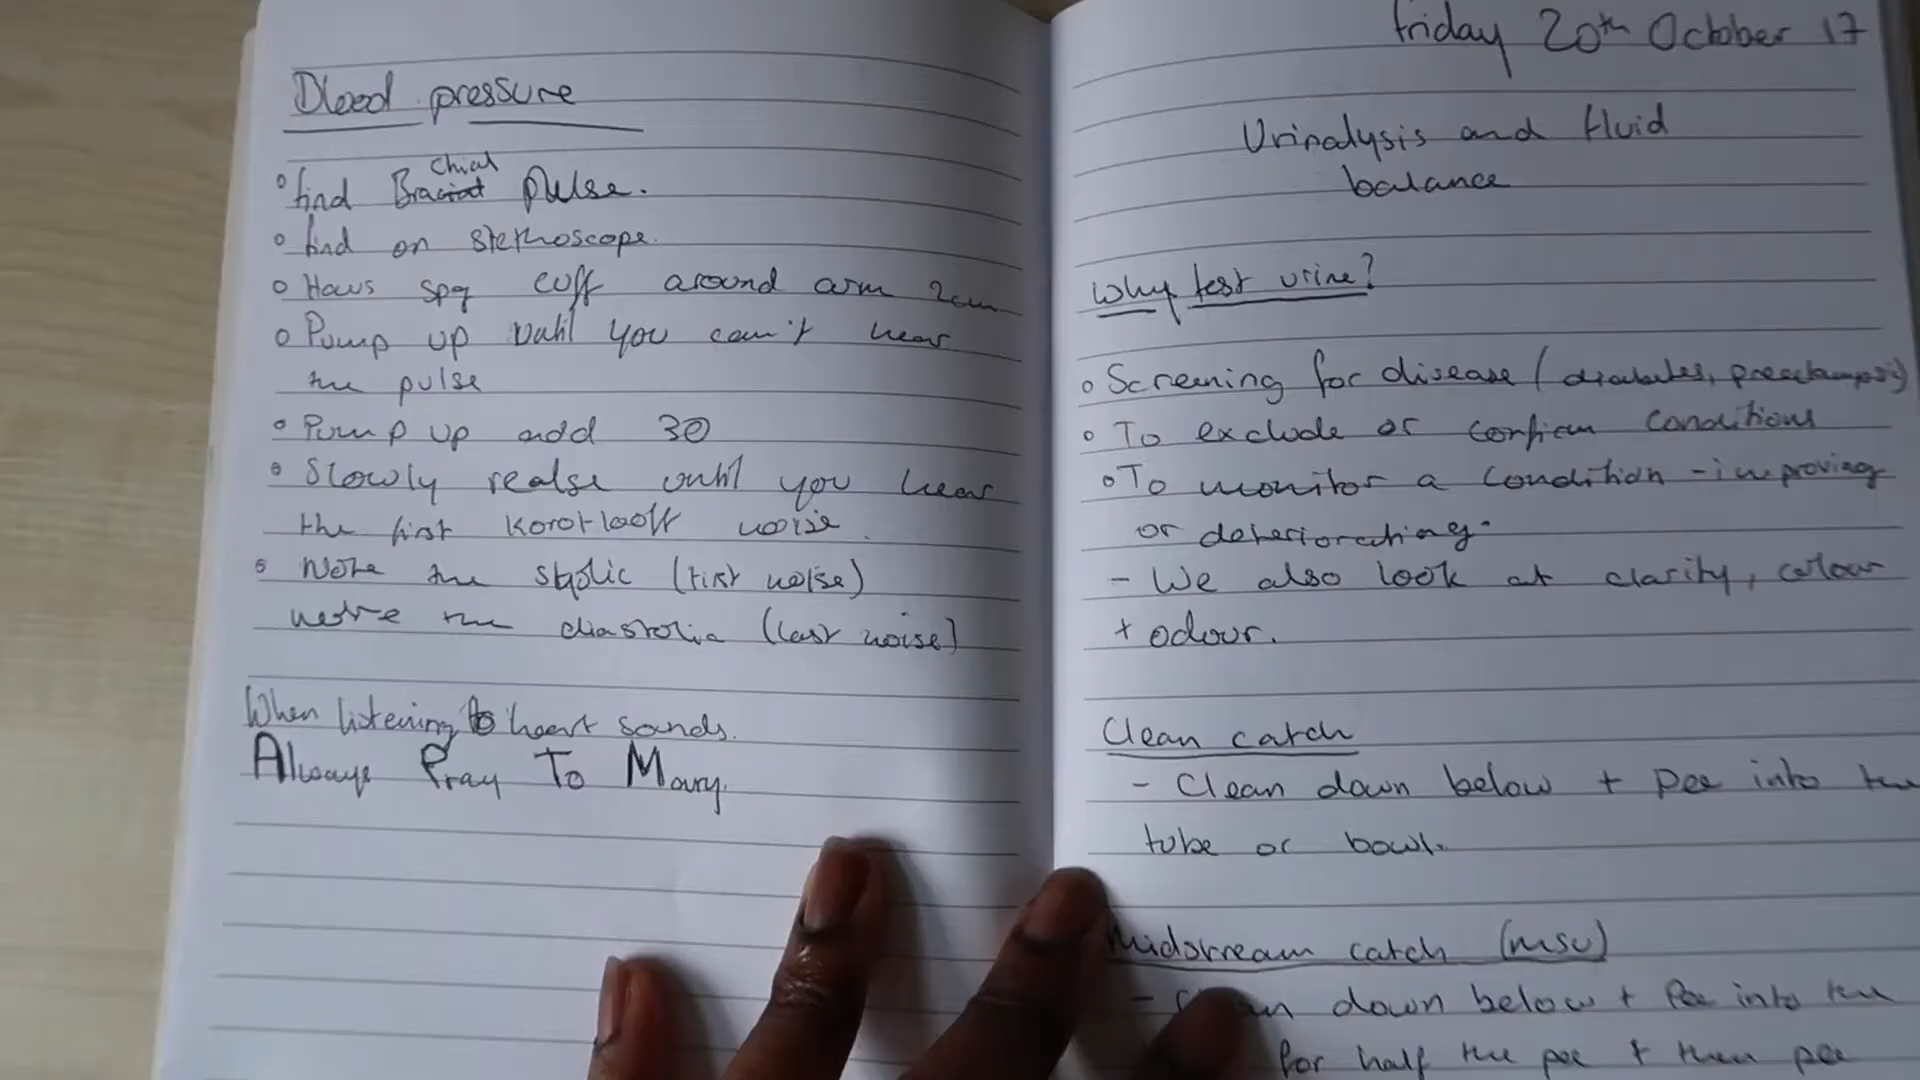 Blood pressure
chial
° find Braciat pulse.
° find on stethoscope.
° Haus spg cuff around arm 2cm
° Pump up until you can't hear
the pulse
° Pump up add 30
° Slowly realse until you hear
the first Korotkoff noise.
° Note the stpolic (first noise)
note the diastolic (last noise)
When listening to heart sounds.
Always Pray To Mary.
Friday 20th October 17
Urinalysis and fluid
balance
Why test urine?
° Screening for disease (diabetes,
° To exclude or confirm conditions
° To monitor a condition - improving
or deteriorating.
- We also look at clarity, colour
+ odour.
Clean catch
- Clean down below + pee into the
tube or bowl.
Midstream catch (msu)
- down below + Pee into the
for half the pee + then pee